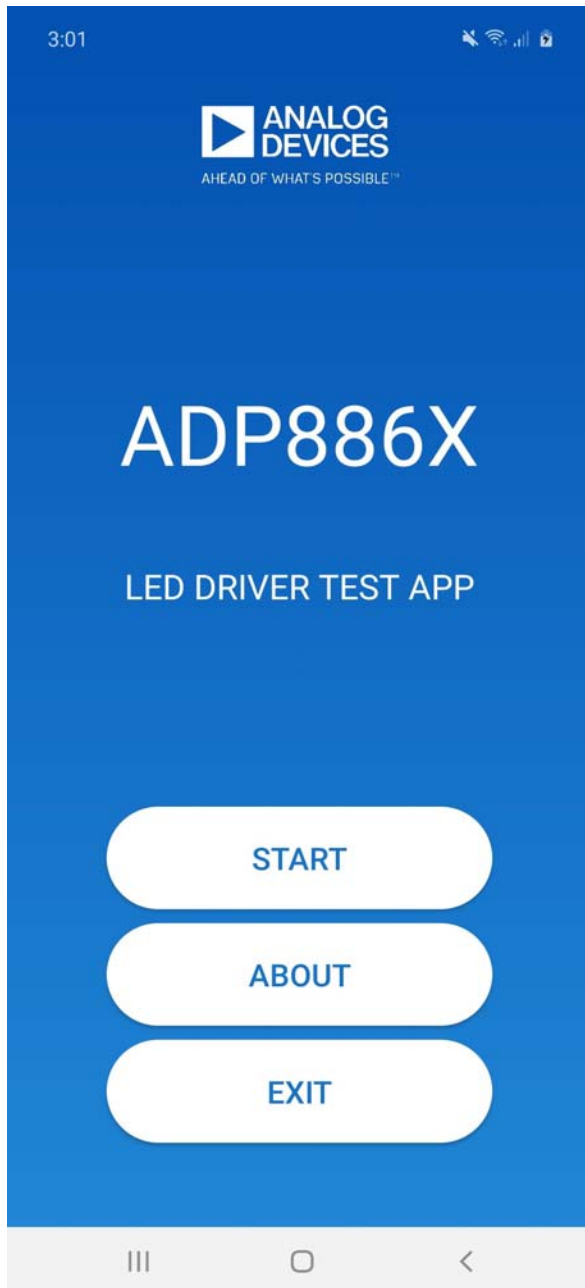 3:01
ANALOG
DEVICES
AHEAD OF WHAT'S POSSIBLE™
ADP886X
LED DRIVER TEST APP
START
ABOUT
EXIT